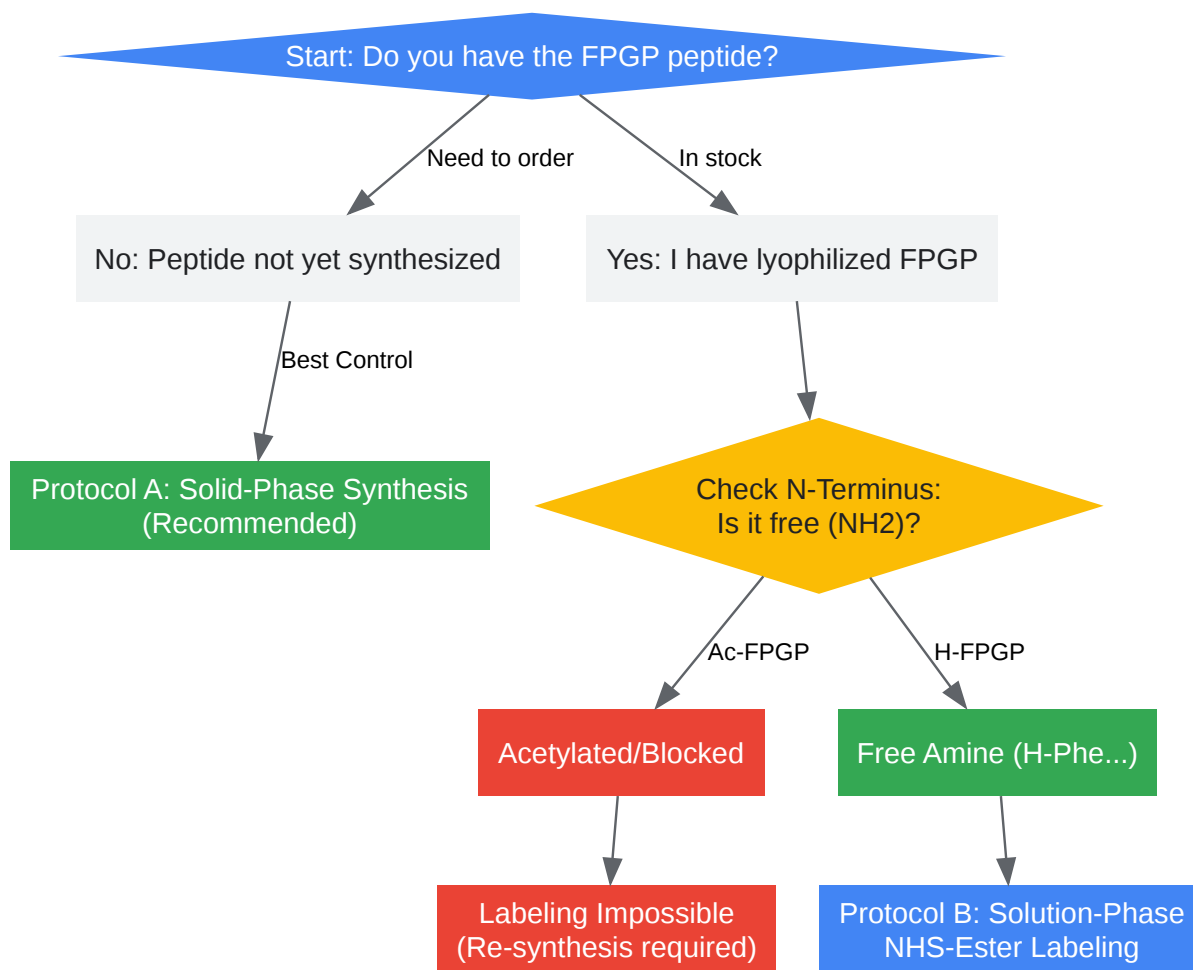 Start: Do you have the FPGP peptide?
Need to order
In stock
No: Peptide not yet synthesized
Yes: I have lyophilized FPGP
Best Control
Protocol A: Solid-Phase Synthesis
(Recommended)
Check N-Terminus:
Is it free (NH2)?
Ac-FPGP
H-FPGP
Acetylated/Blocked
Free Amine (H-Phe...)
Labeling Impossible
(Re-synthesis required)
Protocol B: Solution-Phase
NHS-Ester Labeling